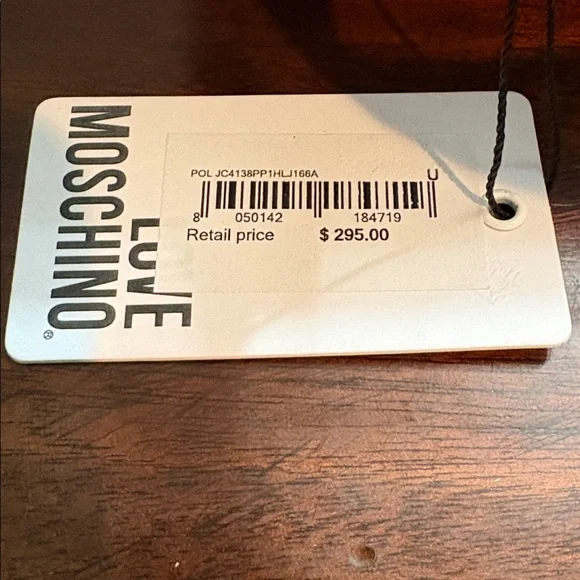 LOVE
MOSCHINO®
POL JC4138PP1HLJ166A U
8 050142 184719
Retail price $ 295.00